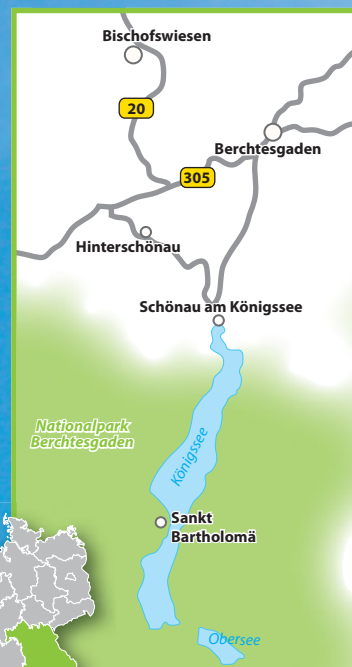 Bischofswiesen
20
Berchtesgaden
305
Hinterschönau
Schönau am Königssee
Nationalpark
Berchtesgaden
Königssee
Sankt
Bartholomä
Obersee